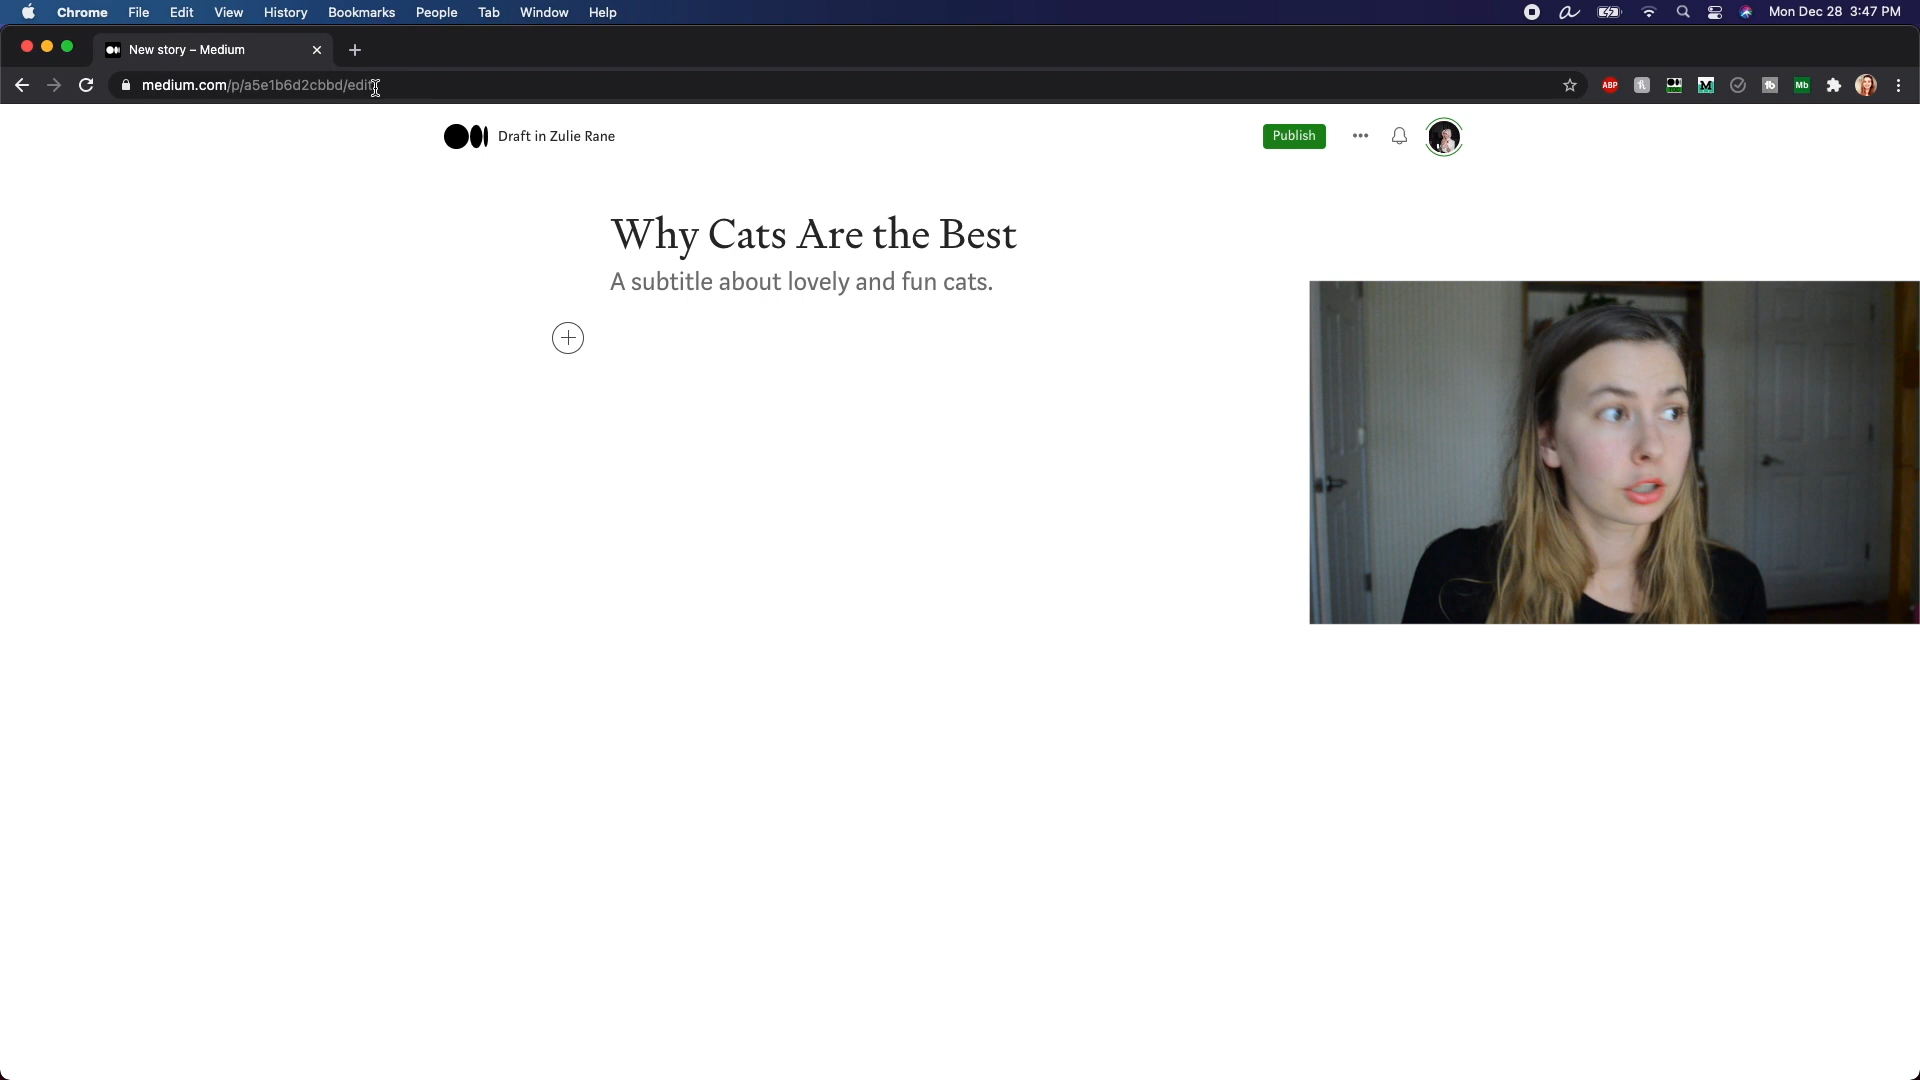 Chrome File Edit View History Bookmarks People Tab Window Help Mon Dec 28 3:47 PM
New story – Medium
medium.com/p/a5e1b6d2cbbd/edit ABP Mb
Draft in Zulie Rane Publish
Why Cats Are the Best
A subtitle about lovely and fun cats.